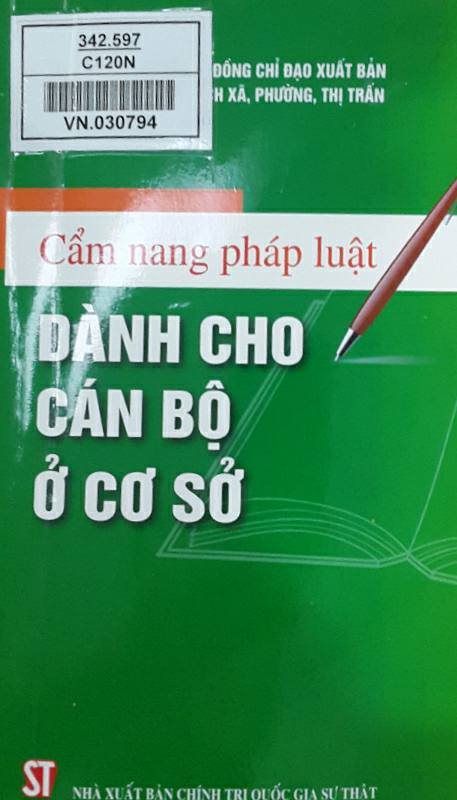 342.597
C120N
VN.030794
ĐỒNG CHỈ ĐẠO XUẤT BẢN
XÃ, PHƯỜNG, THỊ TRẤN
Cẩm nang pháp luật
DÀNH CHO
CÁN BỘ
Ở CƠ SỞ
ST
NHÀ XUẤT BẢN CHÍNH TRỊ QUỐC GIA SỰ THẬT